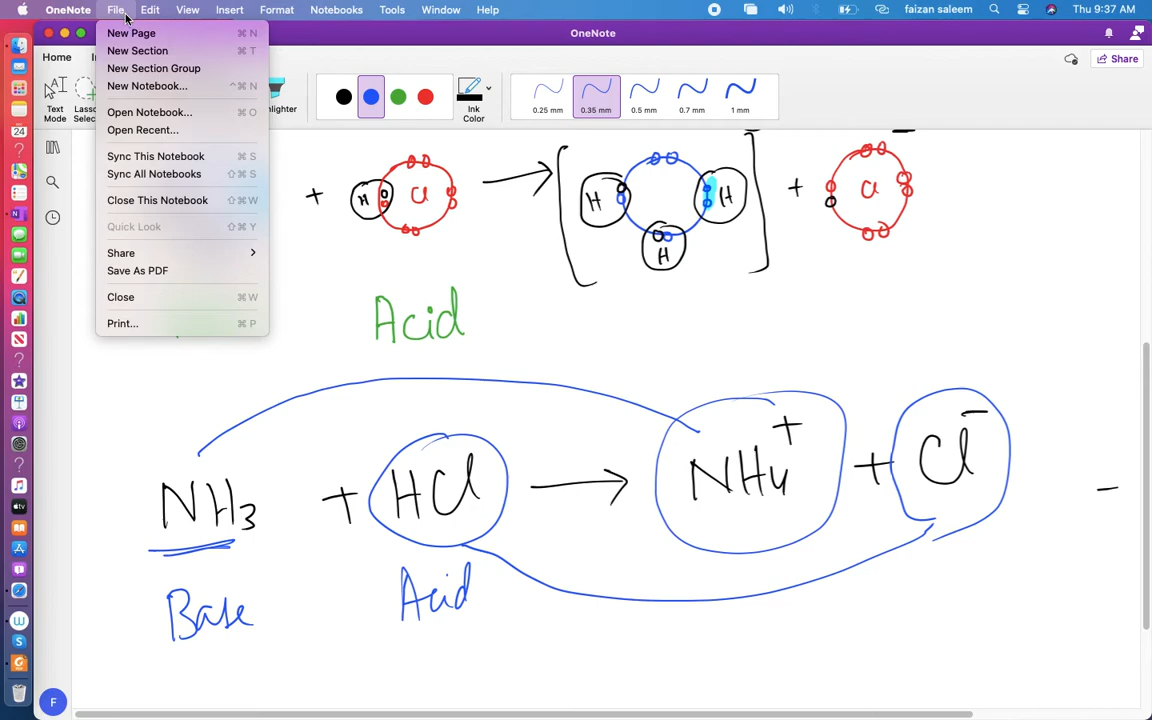 OneNote File Edit View Insert Format Notebooks Tools Window Help faizan saleem Thu 9:37 AM
OneNote
Home
Share
Text Mode
Lasso
Ink Color
0.25 mm 0.35 mm 0.5 mm 0.7 mm 1 mm
New Page ⌘ N
New Section ⌘ T
New Section Group
New Notebook... ^⌘ N
Open Notebook... ⌘ O
Open Recent...
Sync This Notebook ⌘ S
Sync All Notebooks ⇧⌘ S
Close This Notebook ⇧⌘ W
Quick Look ⇧⌘ Y
Share >
Save As PDF
Close ⌘ W
Print... ⌘ P
24
+ H Cl → [ H H H ] + Cl
Acid
NH3 + HCl → NH4+ + Cl− −
Base Acid
F